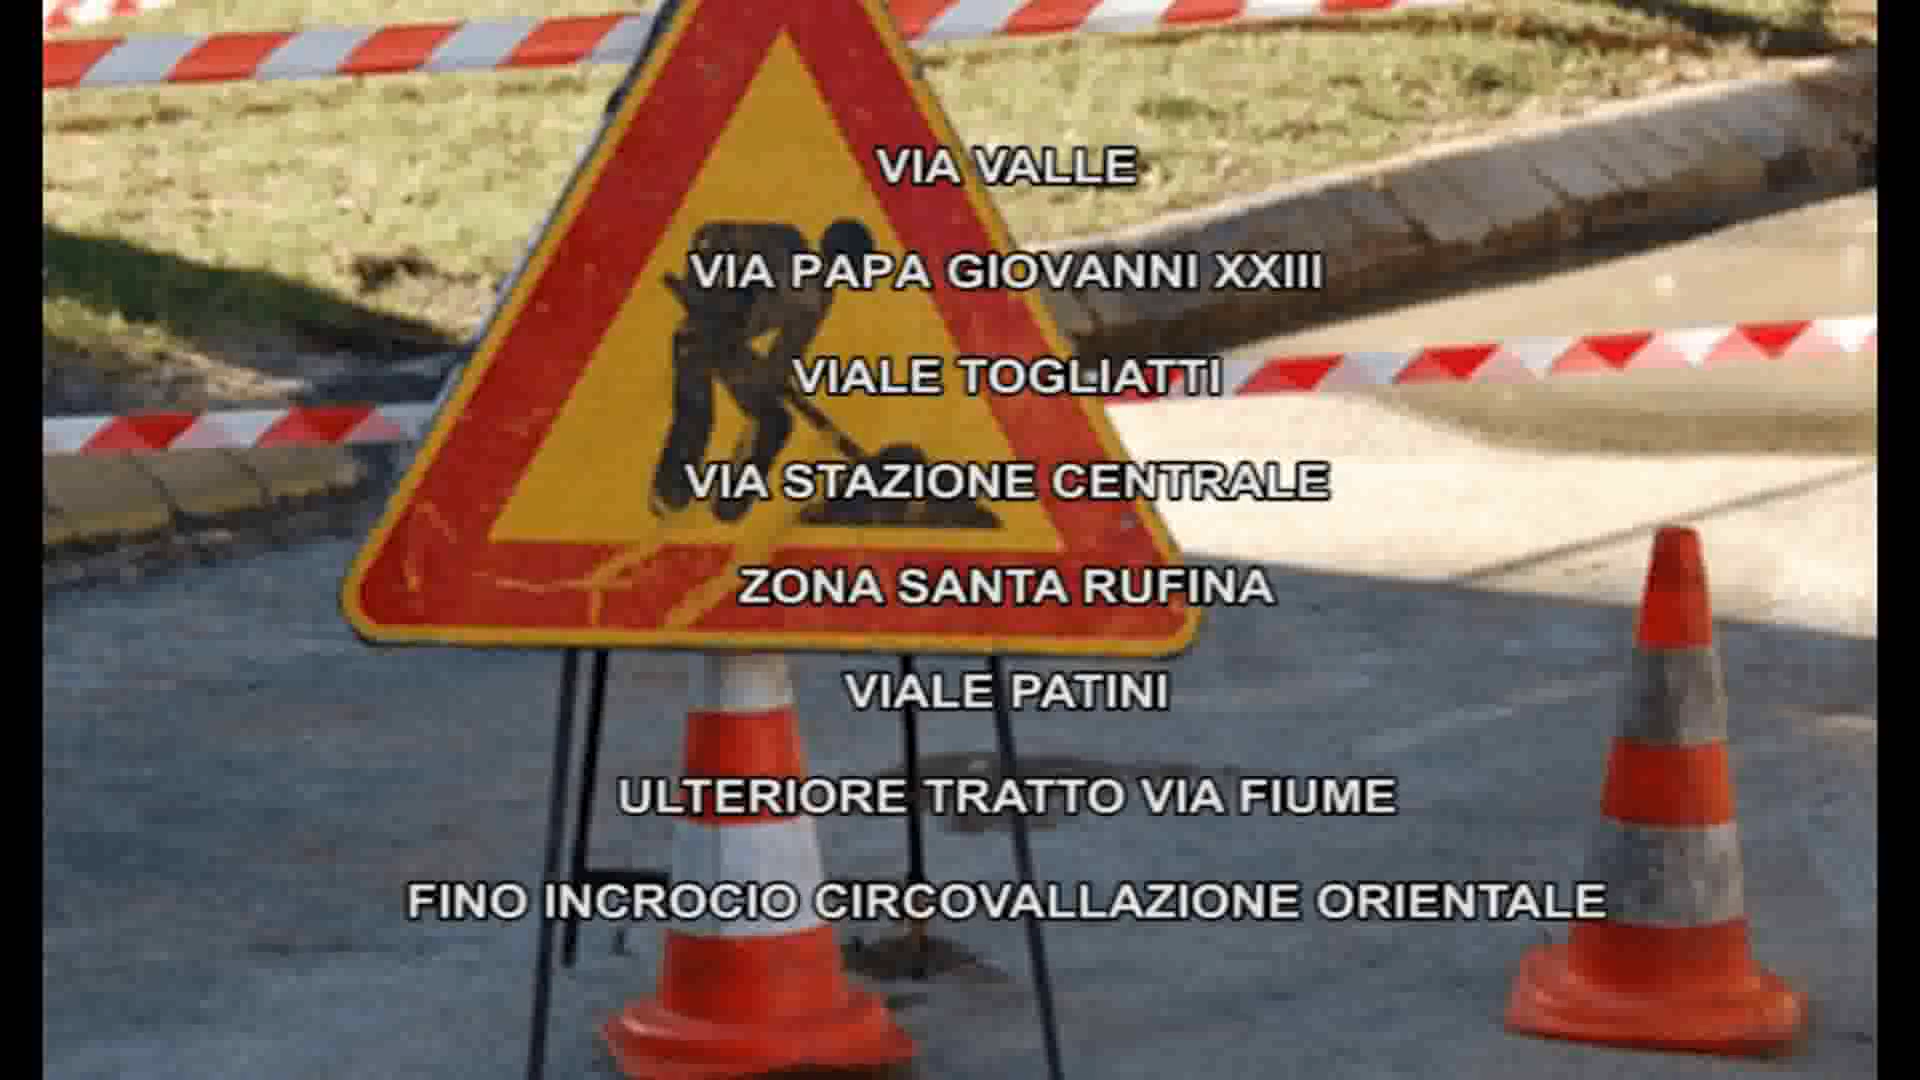 VIA VALLE
VIA PAPA GIOVANNI XXIII
VIALE TOGLIATTI
VIA STAZIONE CENTRALE
ZONA SANTA RUFINA
VIALE PATINI
ULTERIORE TRATTO VIA FIUME
FINO INCROCIO CIRCOVALLAZIONE ORIENTALE